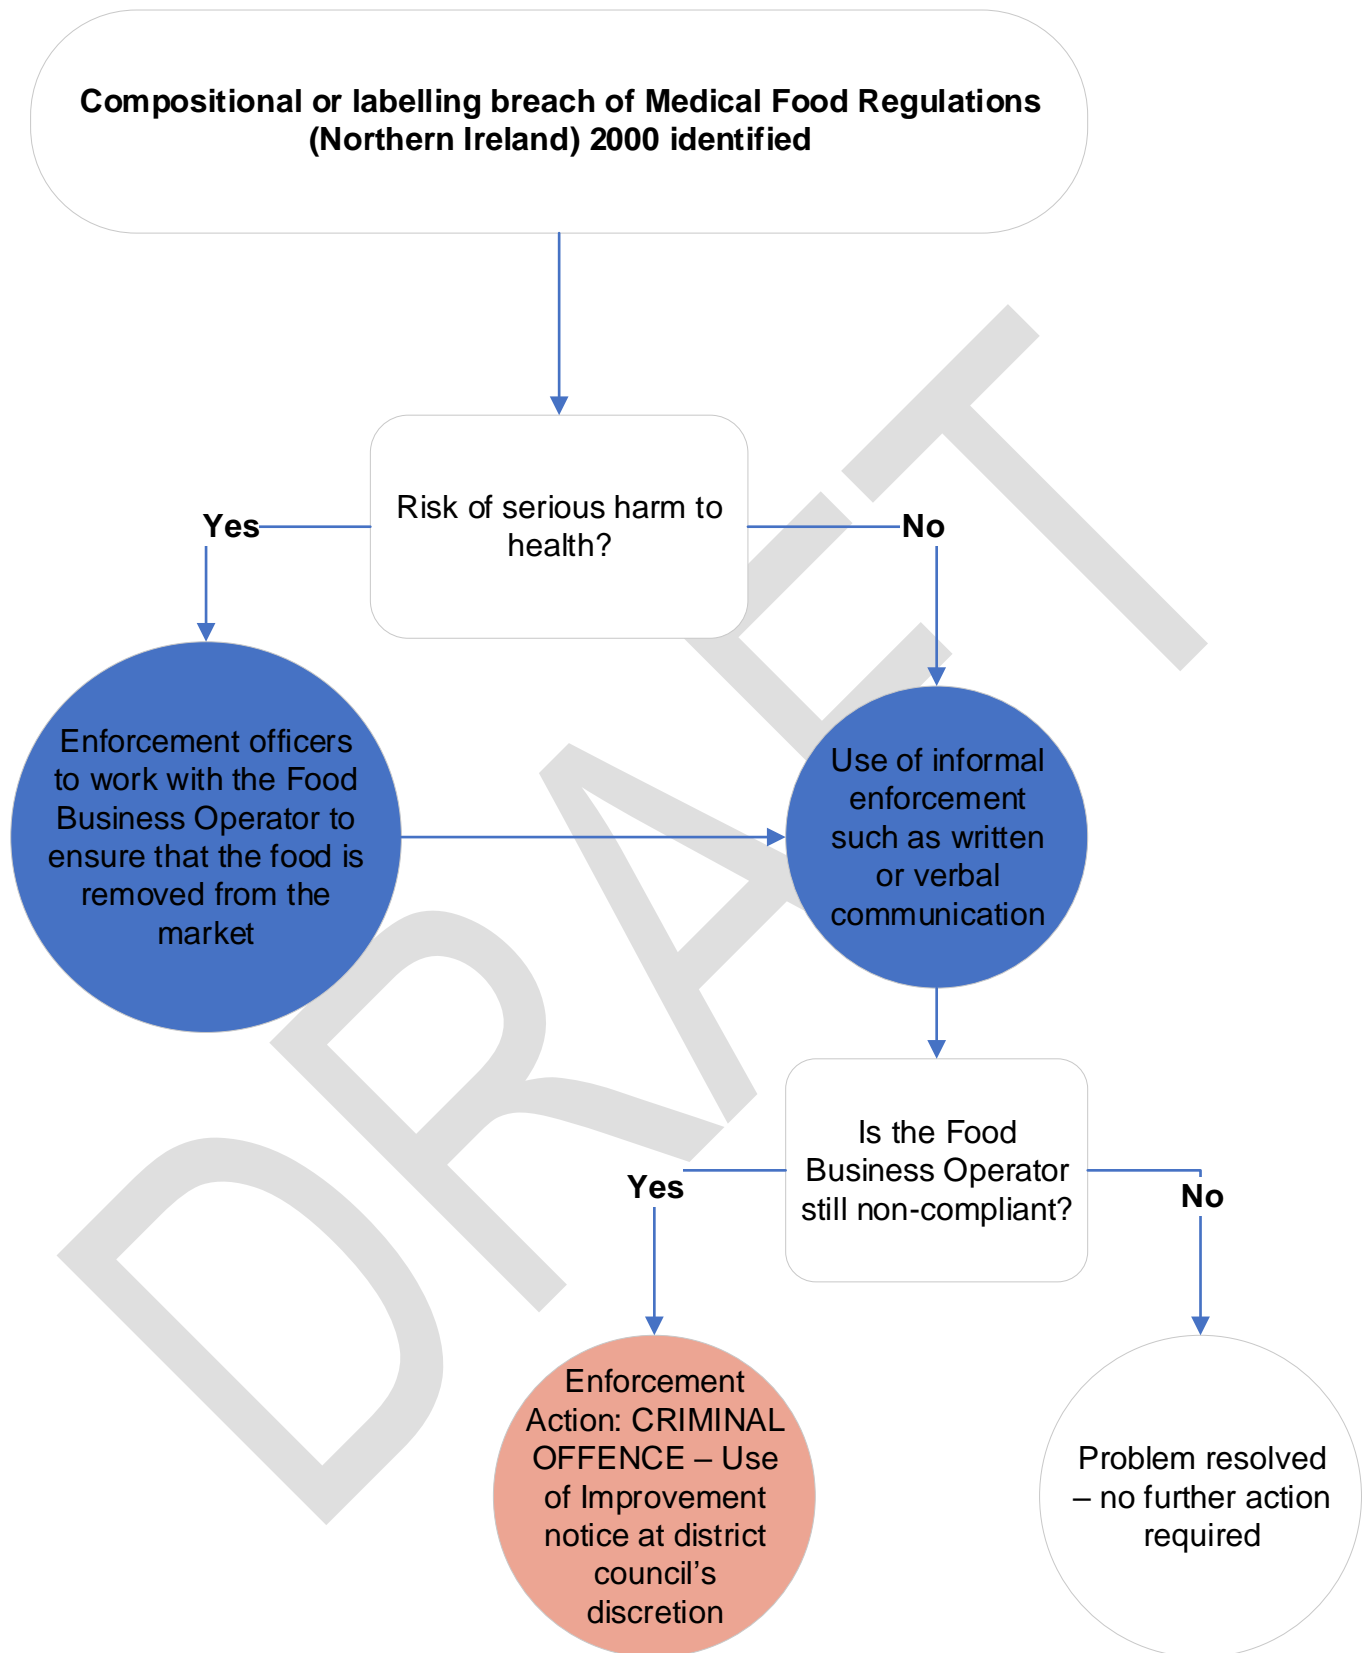 Compositional or labelling breach of Medical Food Regulations
(Northern Ireland) 2000 identified
Risk of serious harm to
health?
Yes
No
Enforcement officers
to work with the Food
Business Operator to
ensure that the food is
removed from the
market
Use of informal
enforcement
such as written
or verbal
communication
Is the Food
Business Operator
still non-compliant?
Yes
No
Enforcement
Action: CRIMINAL
OFFENCE – Use
of Improvement
notice at district
council’s
discretion
Problem resolved
– no further action
required
DRAFT